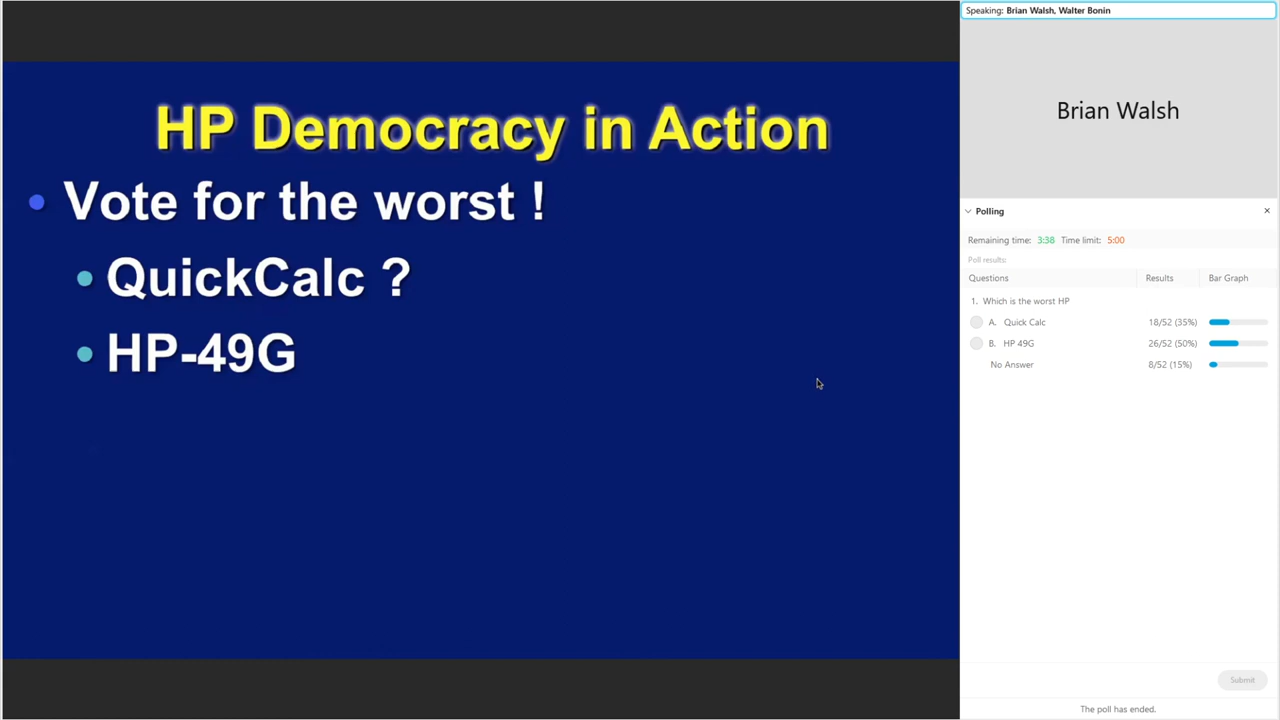 HP Democracy in Action
Vote for the worst !
QuickCalc ?
HP-49G
Speaking: Brian Walsh, Walter Bonin
Brian Walsh
Polling
Remaining time: 3:38 Time limit: 5:00
Poll results:
Questions Results Bar Graph
1. Which is the worst HP
A. Quick Calc 18/52 (35%)
B. HP 49G 26/52 (50%)
No Answer 8/52 (15%)
Submit
The poll has ended.